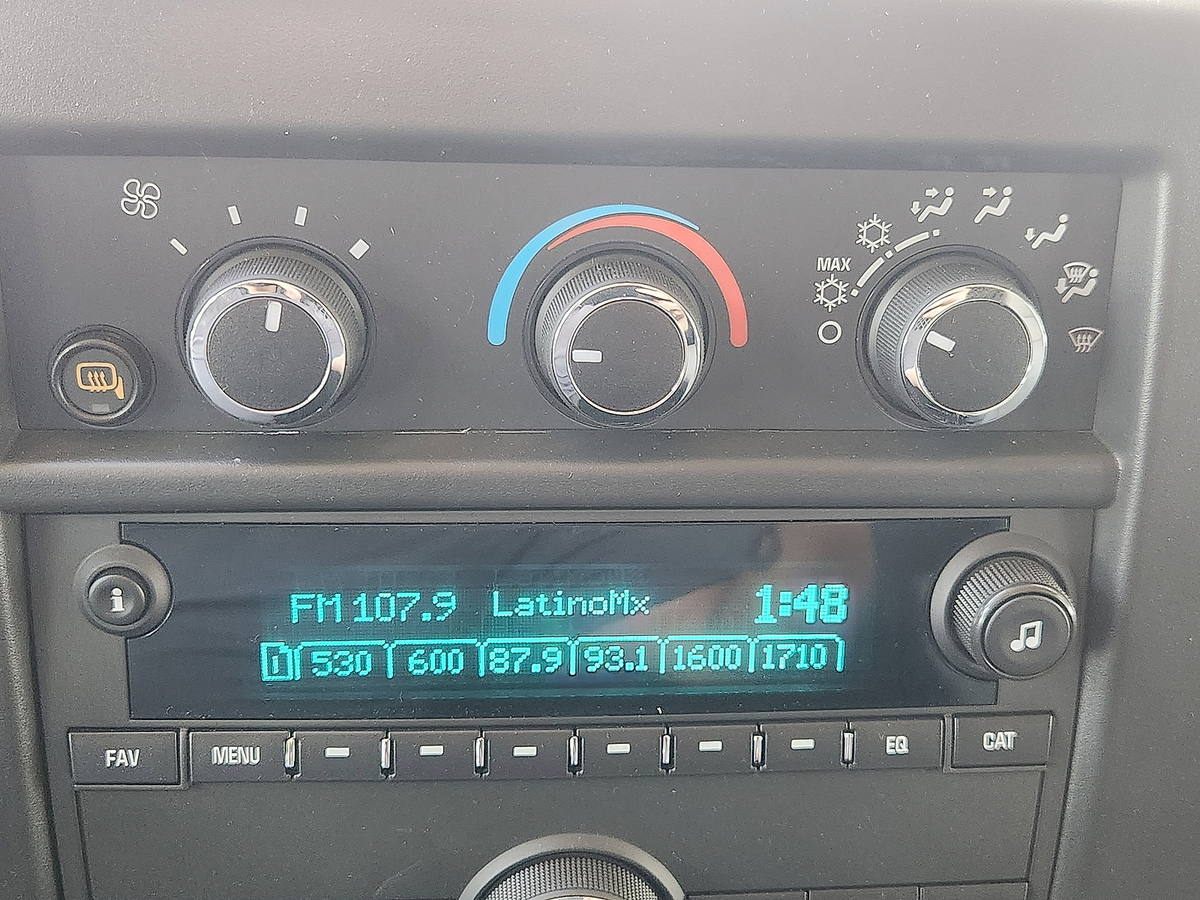 MAX
FM 107.9 LatinoMx 1:48
1 530 600 87.9 93.1 1600 1710
i
FAV MENU EQ CAT